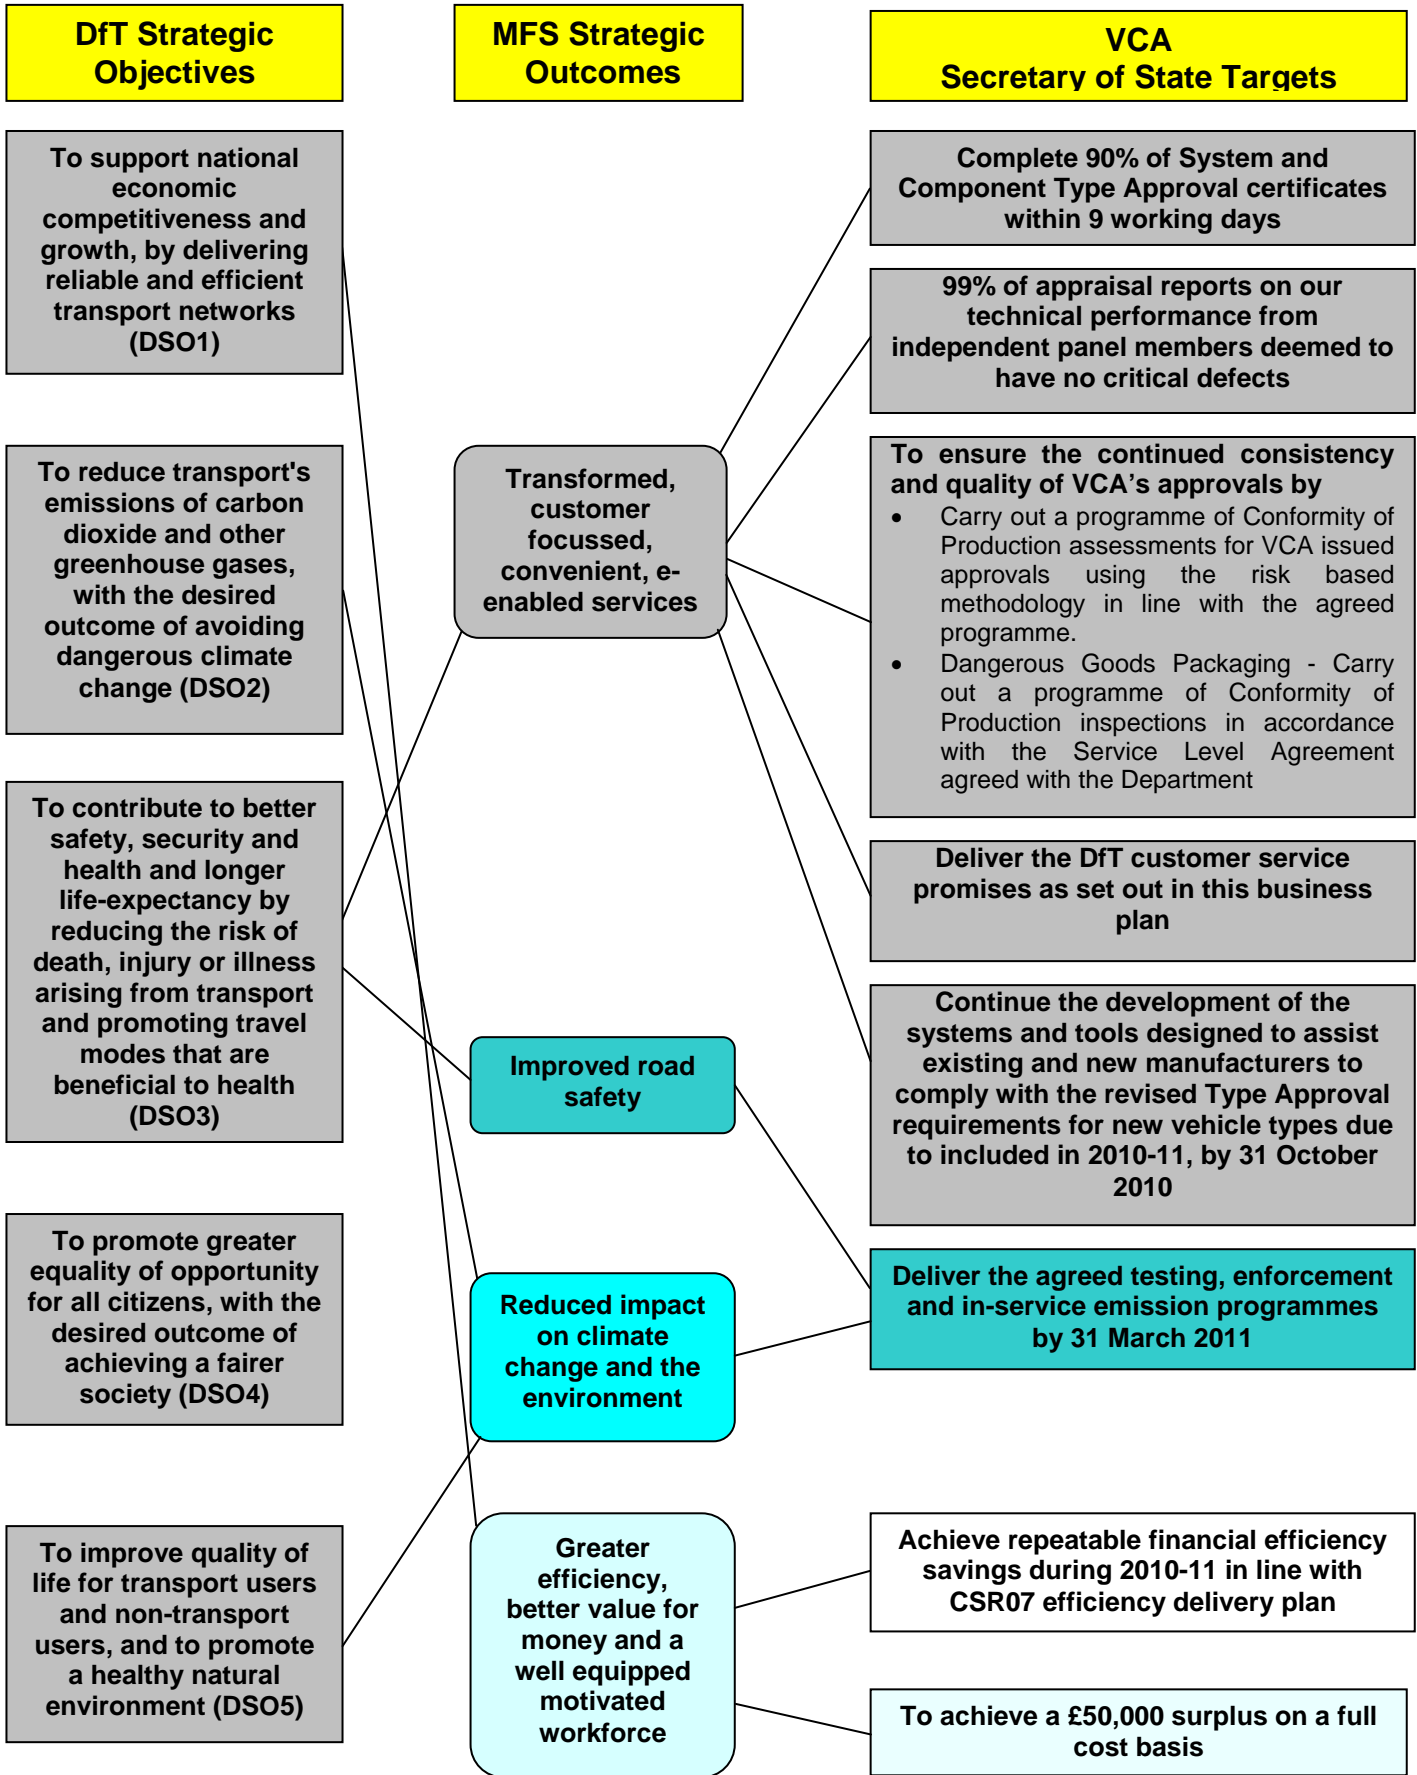 DfT Strategic
Objectives
MFS Strategic
Outcomes
VCA
Secretary of State Targets
To support national
economic
competitiveness and
growth, by delivering
reliable and efficient
transport networks
(DSO1)
To reduce transport's
emissions of carbon
dioxide and other
greenhouse gases,
with the desired
outcome of avoiding
dangerous climate
change (DSO2)
To contribute to better
safety, security and
health and longer
life-expectancy by
reducing the risk of
death, injury or illness
arising from transport
and promoting travel
modes that are
beneficial to health
(DSO3)
To promote greater
equality of opportunity
for all citizens, with the
desired outcome of
achieving a fairer
society (DSO4)
To improve quality of
life for transport users
and non-transport
users, and to promote
a healthy natural
environment (DSO5)
Transformed,
customer
focussed,
convenient, e-
enabled services
Improved road
safety
Reduced impact
on climate
change and the
environment
Greater
efficiency,
better value for
money and a
well equipped
motivated
workforce
Complete 90% of System and
Component Type Approval certificates
within 9 working days
99% of appraisal reports on our
technical performance from
independent panel members deemed to
have no critical defects
To ensure the continued consistency
and quality of VCA’s approvals by
• Carry out a programme of Conformity of
Production assessments for VCA issued
approvals using the risk based
methodology in line with the agreed
programme.
• Dangerous Goods Packaging - Carry
out a programme of Conformity of
Production inspections in accordance
with the Service Level Agreement
agreed with the Department
Deliver the DfT customer service
promises as set out in this business
plan
Continue the development of the
systems and tools designed to assist
existing and new manufacturers to
comply with the revised Type Approval
requirements for new vehicle types due
to included in 2010-11, by 31 October
2010
Deliver the agreed testing, enforcement
and in-service emission programmes
by 31 March 2011
Achieve repeatable financial efficiency
savings during 2010-11 in line with
CSR07 efficiency delivery plan
To achieve a £50,000 surplus on a full
cost basis